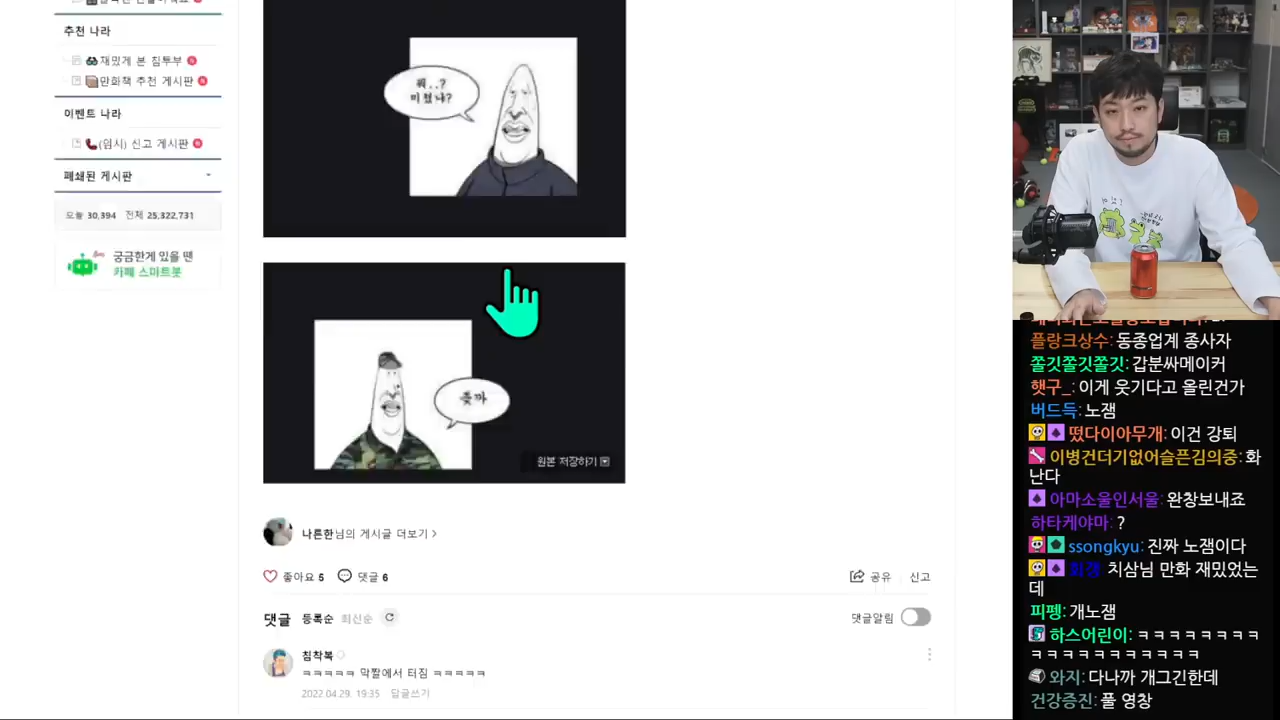 추천 나라
재밌게 본 침투부
만화책 추천 게시판
이벤트 나라
(임시) 신고 게시판
폐쇄된 게시판
오늘 30,394 전체 25,322,731
궁금한게 있을 땐
카페 스마트봇
뭐..?
미쳤나?
좆까
원본 저장하기
나른한님의 게시글 더보기 >
좋아요 5 댓글 6
공유 신고
댓글 등록순 최신순
댓글알림
침착복
ㅋㅋㅋㅋㅋ 막짤에서 터짐 ㅋㅋㅋㅋㅋ
2022.04.29. 19:35 답글쓰기
플랑크상수: 동종업계 종사자
쫄깃쫄깃쫄깃: 갑분싸메이커
햇구_: 이게 웃기다고 올린건가
버드득: 노잼
떴다이아무개: 이건 강퇴
이병건더기없어슬픈김의중: 화
난다
아마소울인서울: 완창보내죠
하타케야마: ?
ssongkyu: 진짜 노잼이다
치삼님 만화 재밌었는
데
피펭: 개노잼
하스어린이: ㅋㅋㅋㅋㅋㅋㅋㅋ
ㅋㅋㅋㅋㅋㅋㅋㅋㅋㅋㅋ
와지: 다나까 개그긴한데
건강증진: 풀 영창